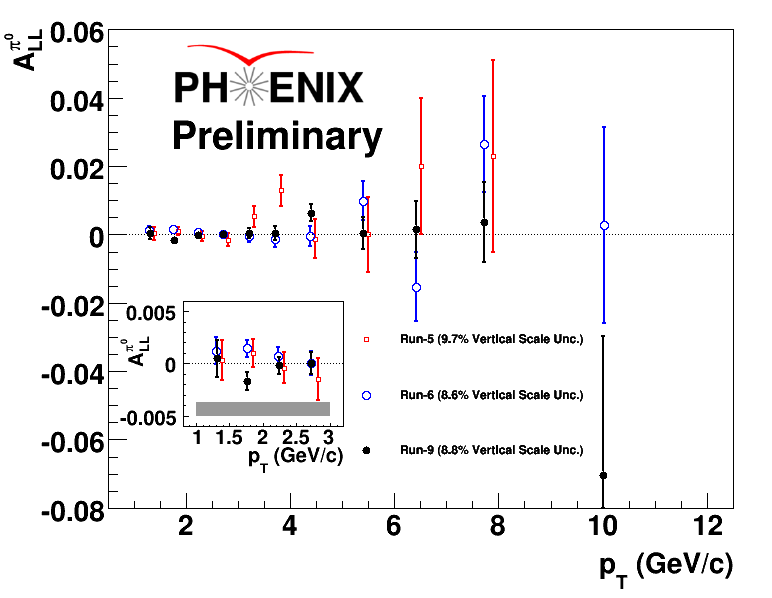 A_LL^π⁰
0.06
0.04
0.02
0
-0.02
-0.04
-0.06
-0.08
PHENIX
Preliminary
0.005
0
-0.005
A_LL^π⁰
1 1.5 2 2.5 3
p_T (GeV/c)
Run-5 (9.7% Vertical Scale Unc.)
Run-6 (8.6% Vertical Scale Unc.)
Run-9 (8.8% Vertical Scale Unc.)
2 4 6 8 10 12
p_T (GeV/c)